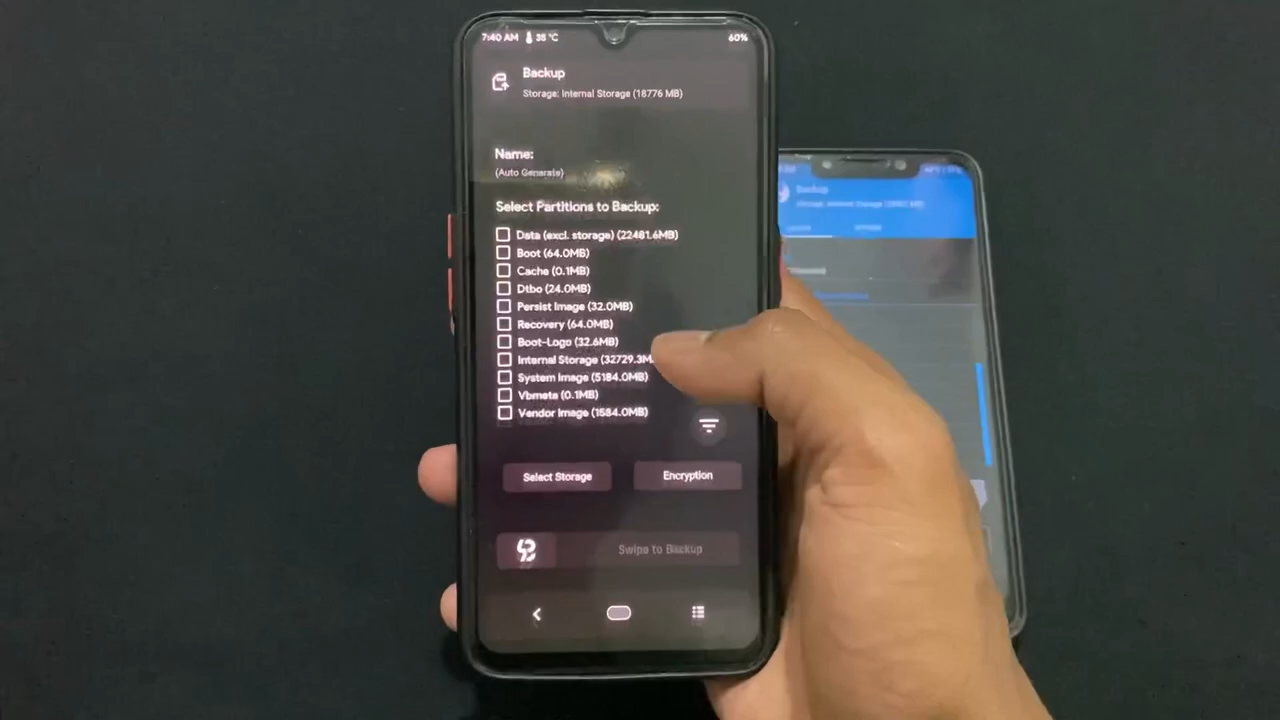 7:40 AM 35 °C 60%
Backup
Storage: Internal Storage (18776 MB)
Name:
(Auto Generate)
Select Partitions to Backup:
Data (excl. storage) (22481.6MB)
Boot (64.0MB)
Cache (0.1MB)
Dtbo (24.0MB)
Persist Image (32.0MB)
Recovery (64.0MB)
Boot-Logo (32.6MB)
Internal Storage (32729.3M
System Image (5184.0MB)
Vbmeta (0.1MB)
Vendor Image (1584.0MB)
Select Storage
Encryption
Swipe to Backup
Backup